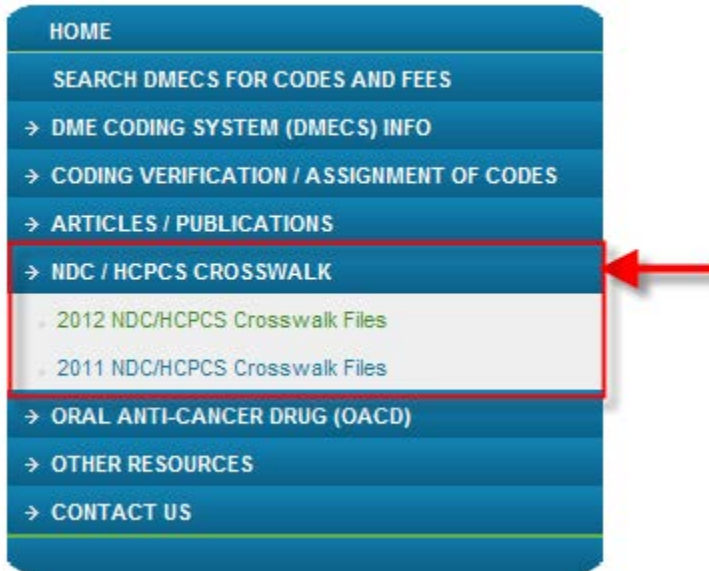 HOME
SEARCH DMECS FOR CODES AND FEES
DME CODING SYSTEM (DMECS) INFO
CODING VERIFICATION / ASSIGNMENT OF CODES
ARTICLES / PUBLICATIONS
NDC / HCPCS CROSSWALK
2012 NDC/HCPCS Crosswalk Files
2011 NDC/HCPCS Crosswalk Files
ORAL ANTI-CANCER DRUG (OACD)
OTHER RESOURCES
CONTACT US